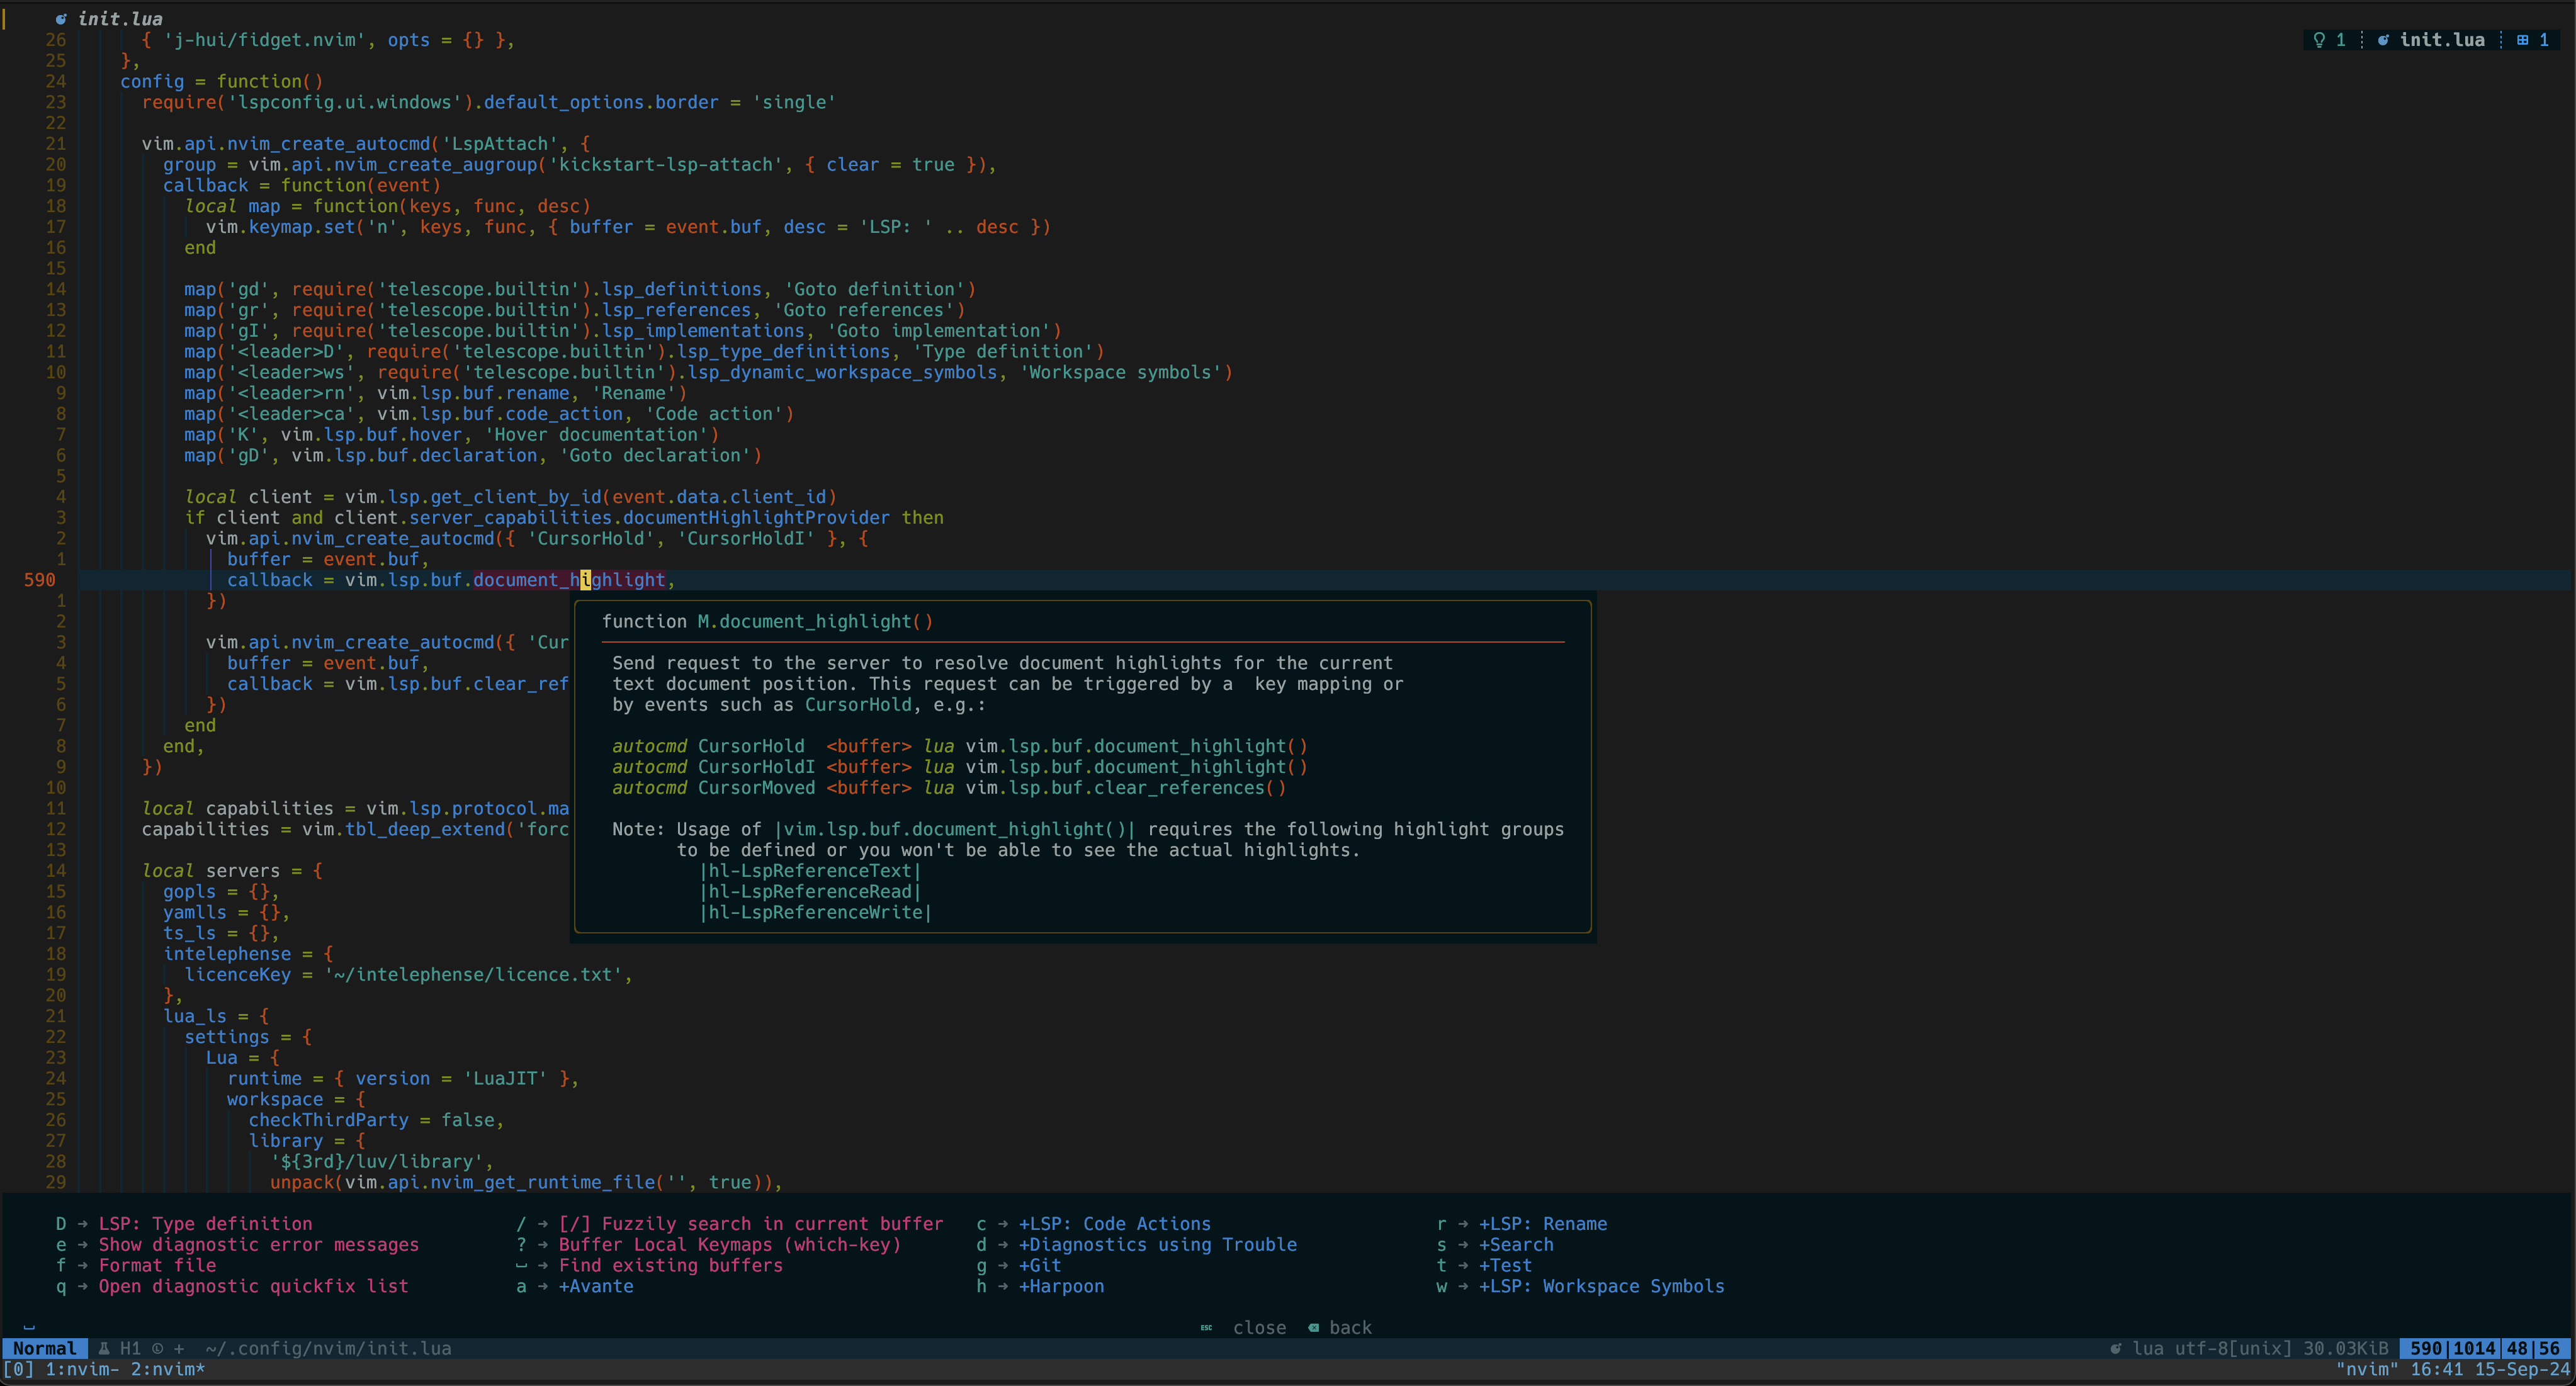 init.lua
26 { 'j-hui/fidget.nvim', opts = {} },
1 init.lua 1
25 },
24 config = function()
23 require('lspconfig.ui.windows').default_options.border = 'single'
22
21 vim.api.nvim_create_autocmd('LspAttach', {
20 group = vim.api.nvim_create_augroup('kickstart-lsp-attach', { clear = true }),
19 callback = function(event)
18 local map = function(keys, func, desc)
17 vim.keymap.set('n', keys, func, { buffer = event.buf, desc = 'LSP: ' .. desc })
16 end
15
14 map('gd', require('telescope.builtin').lsp_definitions, 'Goto definition')
13 map('gr', require('telescope.builtin').lsp_references, 'Goto references')
12 map('gI', require('telescope.builtin').lsp_implementations, 'Goto implementation')
11 map('<leader>D', require('telescope.builtin').lsp_type_definitions, 'Type definition')
10 map('<leader>ws', require('telescope.builtin').lsp_dynamic_workspace_symbols, 'Workspace symbols')
9 map('<leader>rn', vim.lsp.buf.rename, 'Rename')
8 map('<leader>ca', vim.lsp.buf.code_action, 'Code action')
7 map('K', vim.lsp.buf.hover, 'Hover documentation')
6 map('gD', vim.lsp.buf.declaration, 'Goto declaration')
5
4 local client = vim.lsp.get_client_by_id(event.data.client_id)
3 if client and client.server_capabilities.documentHighlightProvider then
2 vim.api.nvim_create_autocmd({ 'CursorHold', 'CursorHoldI' }, {
1 buffer = event.buf,
590 callback = vim.lsp.buf.document_highlight,
1 })
2
3 vim.api.nvim_create_autocmd({ 'Cur
4 buffer = event.buf,
5 callback = vim.lsp.buf.clear_ref
6 })
7 end
8 end,
9 })
10
11 local capabilities = vim.lsp.protocol.ma
12 capabilities = vim.tbl_deep_extend('forc
13
14 local servers = {
15 gopls = {},
16 yamlls = {},
17 ts_ls = {},
18 intelephense = {
19 licenceKey = '~/intelephense/licence.txt',
20 },
21 lua_ls = {
22 settings = {
23 Lua = {
24 runtime = { version = 'LuaJIT' },
25 workspace = {
26 checkThirdParty = false,
27 library = {
28 '${3rd}/luv/library',
29 unpack(vim.api.nvim_get_runtime_file('', true)),
function M.document_highlight()
Send request to the server to resolve document highlights for the current
text document position. This request can be triggered by a  key mapping or
by events such as CursorHold, e.g.:
autocmd CursorHold  <buffer> lua vim.lsp.buf.document_highlight()
autocmd CursorHoldI <buffer> lua vim.lsp.buf.document_highlight()
autocmd CursorMoved <buffer> lua vim.lsp.buf.clear_references()
Note: Usage of |vim.lsp.buf.document_highlight()| requires the following highlight groups
to be defined or you won't be able to see the actual highlights.
|hl-LspReferenceText|
|hl-LspReferenceRead|
|hl-LspReferenceWrite|
D → LSP: Type definition / → [/] Fuzzily search in current buffer c → +LSP: Code Actions r → +LSP: Rename
e → Show diagnostic error messages ? → Buffer Local Keymaps (which-key) d → +Diagnostics using Trouble s → +Search
f → Format file ␣ → Find existing buffers g → +Git t → +Test
q → Open diagnostic quickfix list a → +Avante h → +Harpoon w → +LSP: Workspace Symbols
␣ ESC close back
Normal H1 © + ~/.config/nvim/init.lua lua utf-8[unix] 30.03KiB 590|1014|48|56
[0] 1:nvim- 2:nvim* "nvim" 16:41 15-Sep-24